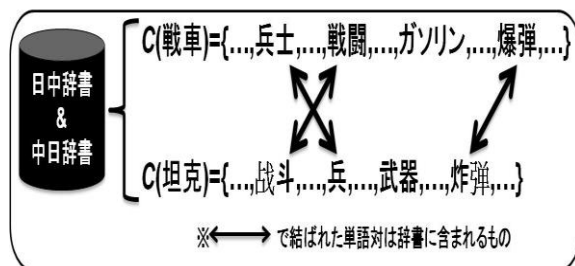 C(戦車)={…,兵士,…,戦闘,…,ガソリン,…,爆弾,…}
日中辞書
&
中日辞書
C(坦克)={…,战斗,…,兵,…,武器,…,炸弹,…}
※⟷で結ばれた単語対は辞書に含まれるもの